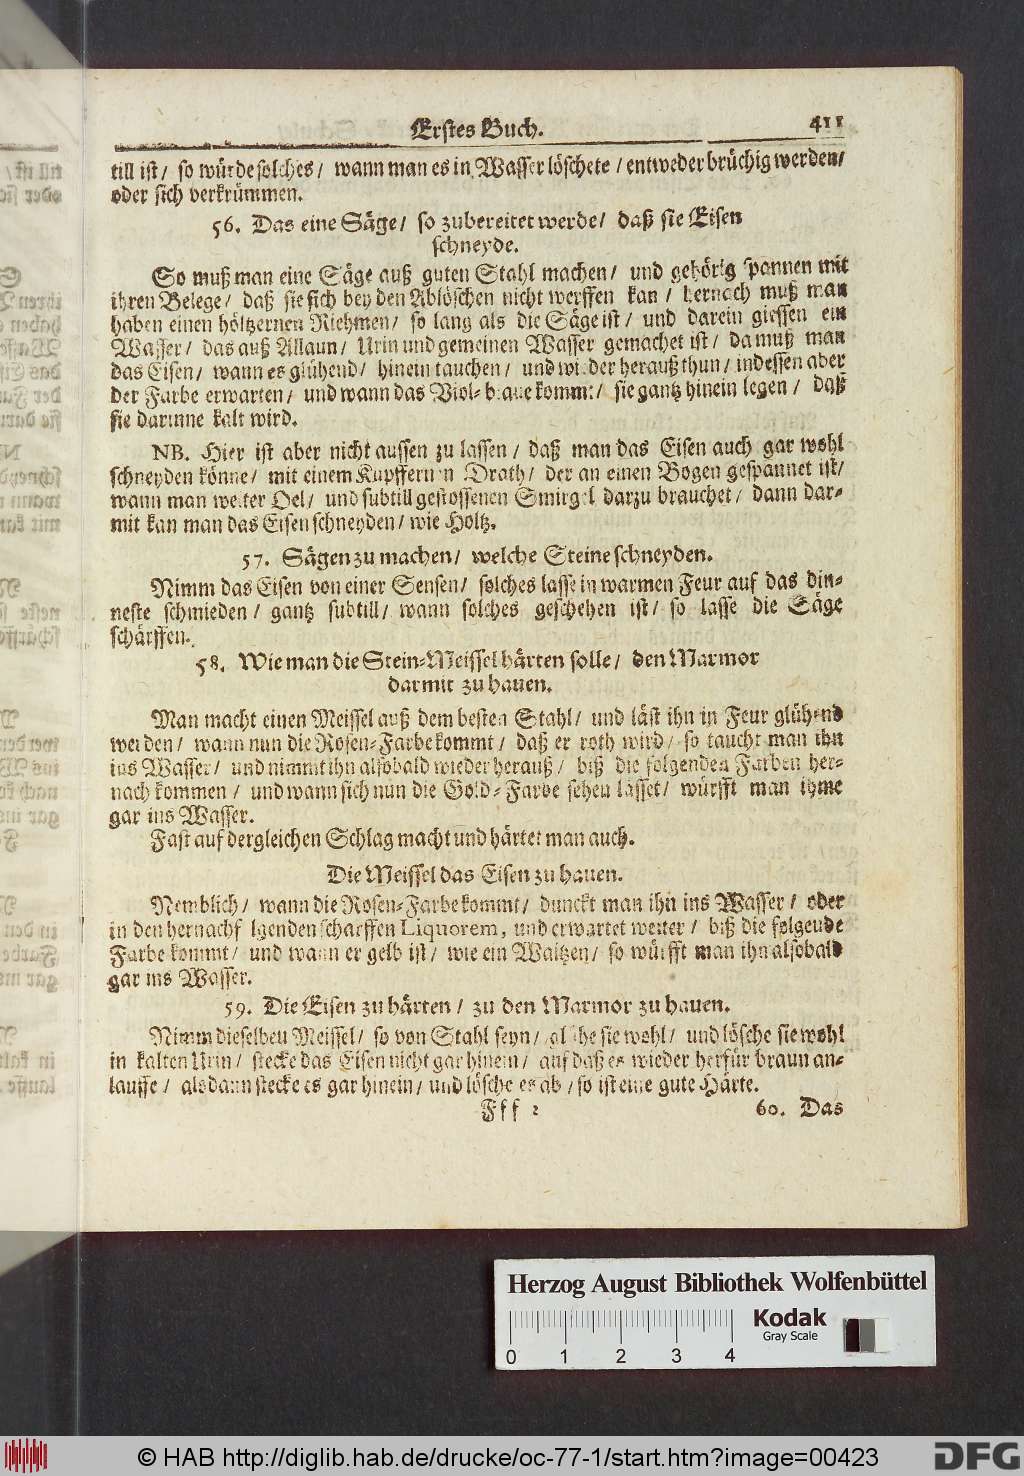 Erstes Buch. 411
till ist/ so würde solches/ wann man es in Wasser löschete/ entweder brüchig werden/
oder sich verkrümmen.
56. Das eine Säge/ so zubereitet werde/ daß sie Eisen
schneyde.
So muß man eine Säge auß guten Stahl machen/ und gehörig spannen mit
ihren Belege/ daß sie sich bey den Ablöschen nicht werffen kan/ hernach muß man
haben einen höltzernen Riehmen/ so lang als die Säge ist/ und darein giessen ein
Wasser/ das auß Allaun/ Urin und gemeinen Wasser gemachet ist/ da muß man
das Eisen/ wann es glühend/ hinein tauchen/ und wider herauß thun/ indessen aber
der Farbe erwarten/ und wann das Viol-braue kommt/ sie gantz hinein legen/ daß
sie darinne kalt wird.
NB. Hier ist aber nicht aussen zu lassen/ daß man das Eisen auch gar wohl
schneyden könne/ mit einem Kupffernen Drath/ der an einen Bogen gespannet ist/
wann man weiter Oel/ und subtill gestossenen Smirgel darzu brauchet/ dann dar-
mit kan man das Eisen schneyden/ wie Holtz.
57. Sägen zu machen/ welche Steine schneyden.
Nimm das Eisen von einer Sensen/ solches lasse in warmen Feur auf das din-
neste schmieden/ gantz subtill/ wann solches geschehen ist/ so lasse die Säge
schärffen.
58. Wie man die Stein-Meissel härten solle/ den Marmor
darmit zu hauen.
Man macht einen Meissel auß dem besten Stahl/ und läst ihn in Feur glühend
werden/ wann nun die Rosen-Farbe kommt/ daß er roth wird/ so taucht man ihn
ins Wasser/ und nimmt ihn alsobald wieder herauß/ biß die folgenden Farben her-
nach kommen/ und wann sich nun die Gold-Farbe sehen lasset/ würfft man ihme
gar ins Wasser.
Fast auf dergleichen Schlag macht und härtet man auch.
Die Meissel das Eisen zu hauen.
Nemblich/ wann die Rosen-Farbe kommt/ dunckt man ihn ins Wasser/ oder
in den hernachfolgenden scharffen Liquorem, und erwartet weiter/ biß die folgende
Farbe kommt/ und wann er gelb ist/ wie ein Waitzen/ so würfft man ihn alsobald
gar ins Wasser.
59. Die Eisen zu härten/ zu den Marmor zu hauen.
Nimm dieselben Meissel/ so von Stahl seyn/ glühe sie wohl/ und lösche sie wohl
in kalten Urin/ stecke das Eisen nicht gar hinein/ auf daß es wieder herfür braun an-
lauffe/ alsdann stecke es gar hinein/ und lösche es ab/ so ist eine gute Härte.
Fff 2 60. Das
Herzog August Bibliothek Wolfenbüttel
Kodak
Gray Scale
0 1 2 3 4
© HAB http://diglib.hab.de/drucke/oc-77-1/start.htm?image=00423
DFG